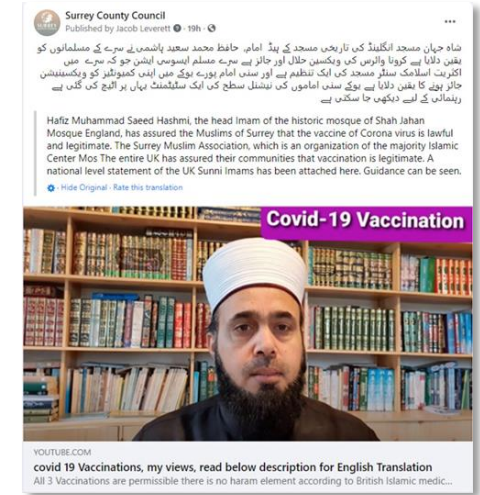 Surrey County Council
Published by Jacob Leverett · 19h ·
شاہ جہان مسجد انگلینڈ کی تاریخی مسجد کے ہیڈ امام، حافظ محمد سعید ہاشمی نے سرے کے مسلمانوں کو
یقین دلایا ہے کرونا وائرس کی ویکسین حلال اور جائز ہے سرے مسلم ایسوسی ایشن جو کہ سرے میں
اکثریت اسلامک سنٹر مسجد کی ایک تنظیم ہے اور سنی امام پورے یوکے میں اپنی کمیونٹیز کو ویکسینیشن
جائز ہونے کا یقین دلایا ہے یوکے سنی اماموں کی نیشنل سطح کی ایک سٹیٹمنٹ یہاں پر اٹیچ کی گئی ہے
رہنمائی کے لیے دیکھی جا سکتی ہے
Hafiz Muhammad Saeed Hashmi, the head Imam of the historic mosque of Shah Jahan
Mosque England, has assured the Muslims of Surrey that the vaccine of Corona virus is lawful
and legitimate. The Surrey Muslim Association, which is an organization of the majority Islamic
Center Mos The entire UK has assured their communities that vaccination is legitimate. A
national level statement of the UK Sunni Imams has been attached here. Guidance can be seen.
· Hide Original · Rate this translation
Covid-19 Vaccination
YOUTUBE.COM
covid 19 Vaccinations, my views, read below description for English Translation
All 3 Vaccinations are permissible there is no haram element according to British Islamic medic...